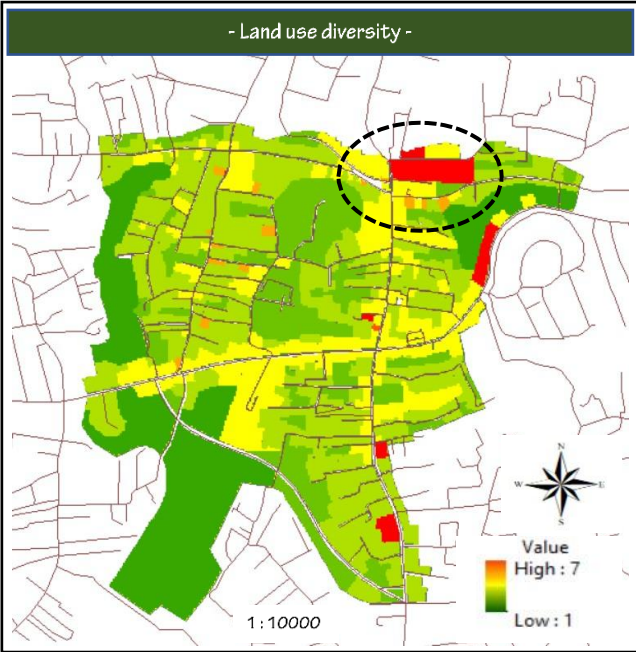 - Land use diversity -
N
W E
S
Value
High : 7
Low : 1
1 : 10000